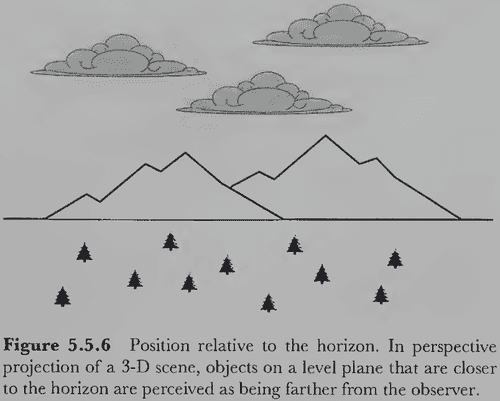 Figure 5.5.6 Position relative to the horizon. In perspective
projection of a 3-D scene, objects on a level plane that are closer
to the horizon are perceived as being farther from the observer.